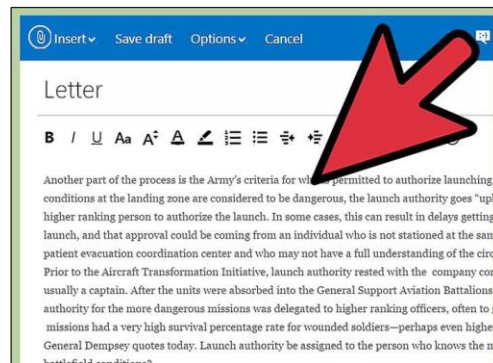 Insert Save draft Options Cancel
Letter
B I U Aa A A
Another part of the process is the Army's criteria for permitted to authorize launching
conditions at the landing zone are considered to be dangerous, the launch authority goes "up
higher ranking person to authorize the launch. In some cases, this can result in delays getting
launch, and that approval could be coming from an individual who is not stationed at the
patient evacuation coordination center and who may not have a full understanding of the
Prior to the Aircraft Transformation Initiative, launch authority rested with the company
usually a captain. After the units were absorbed into the General Support Aviation Battalions
authority for the more dangerous missions was delegated to higher ranking officers, often to
missions had a very high survival percentage rate for wounded soldiers—perhaps even
General Dempsey quotes today. Launch authority be assigned to the person who knows the
battlefield conditions?